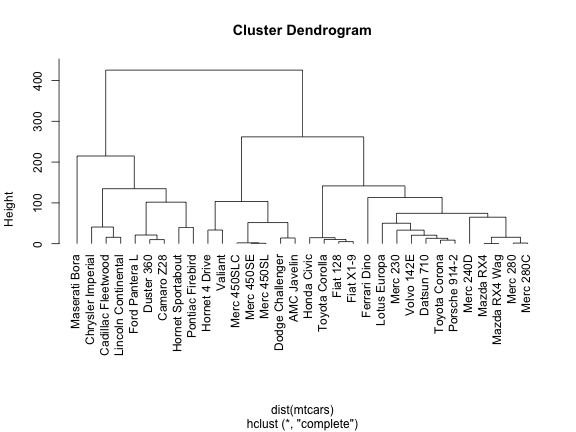 Cluster Dendrogram
Height
400
300
200
100
0
Maserati Bora
Chrysler Imperial
Cadillac Fleetwood
Lincoln Continental
Ford Pantera L
Duster 360
Camaro Z28
Hornet Sportabout
Pontiac Firebird
Hornet 4 Drive
Valiant
Merc 450SLC
Merc 450SE
Merc 450SL
Dodge Challenger
AMC Javelin
Honda Civic
Toyota Corolla
Fiat 128
Fiat X1-9
Ferrari Dino
Lotus Europa
Merc 230
Volvo 142E
Datsun 710
Toyota Corona
Porsche 914-2
Merc 240D
Mazda RX4
Mazda RX4 Wag
Merc 280
Merc 280C
dist(mtcars)
hclust (*, "complete")